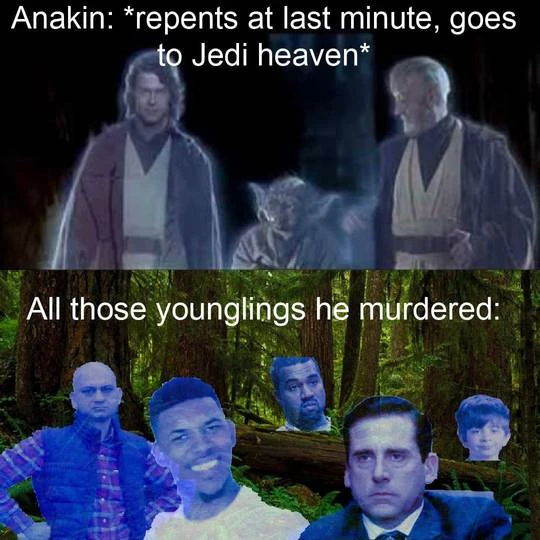 Anakin: *repents at last minute, goes
to Jedi heaven*
All those younglings he murdered: